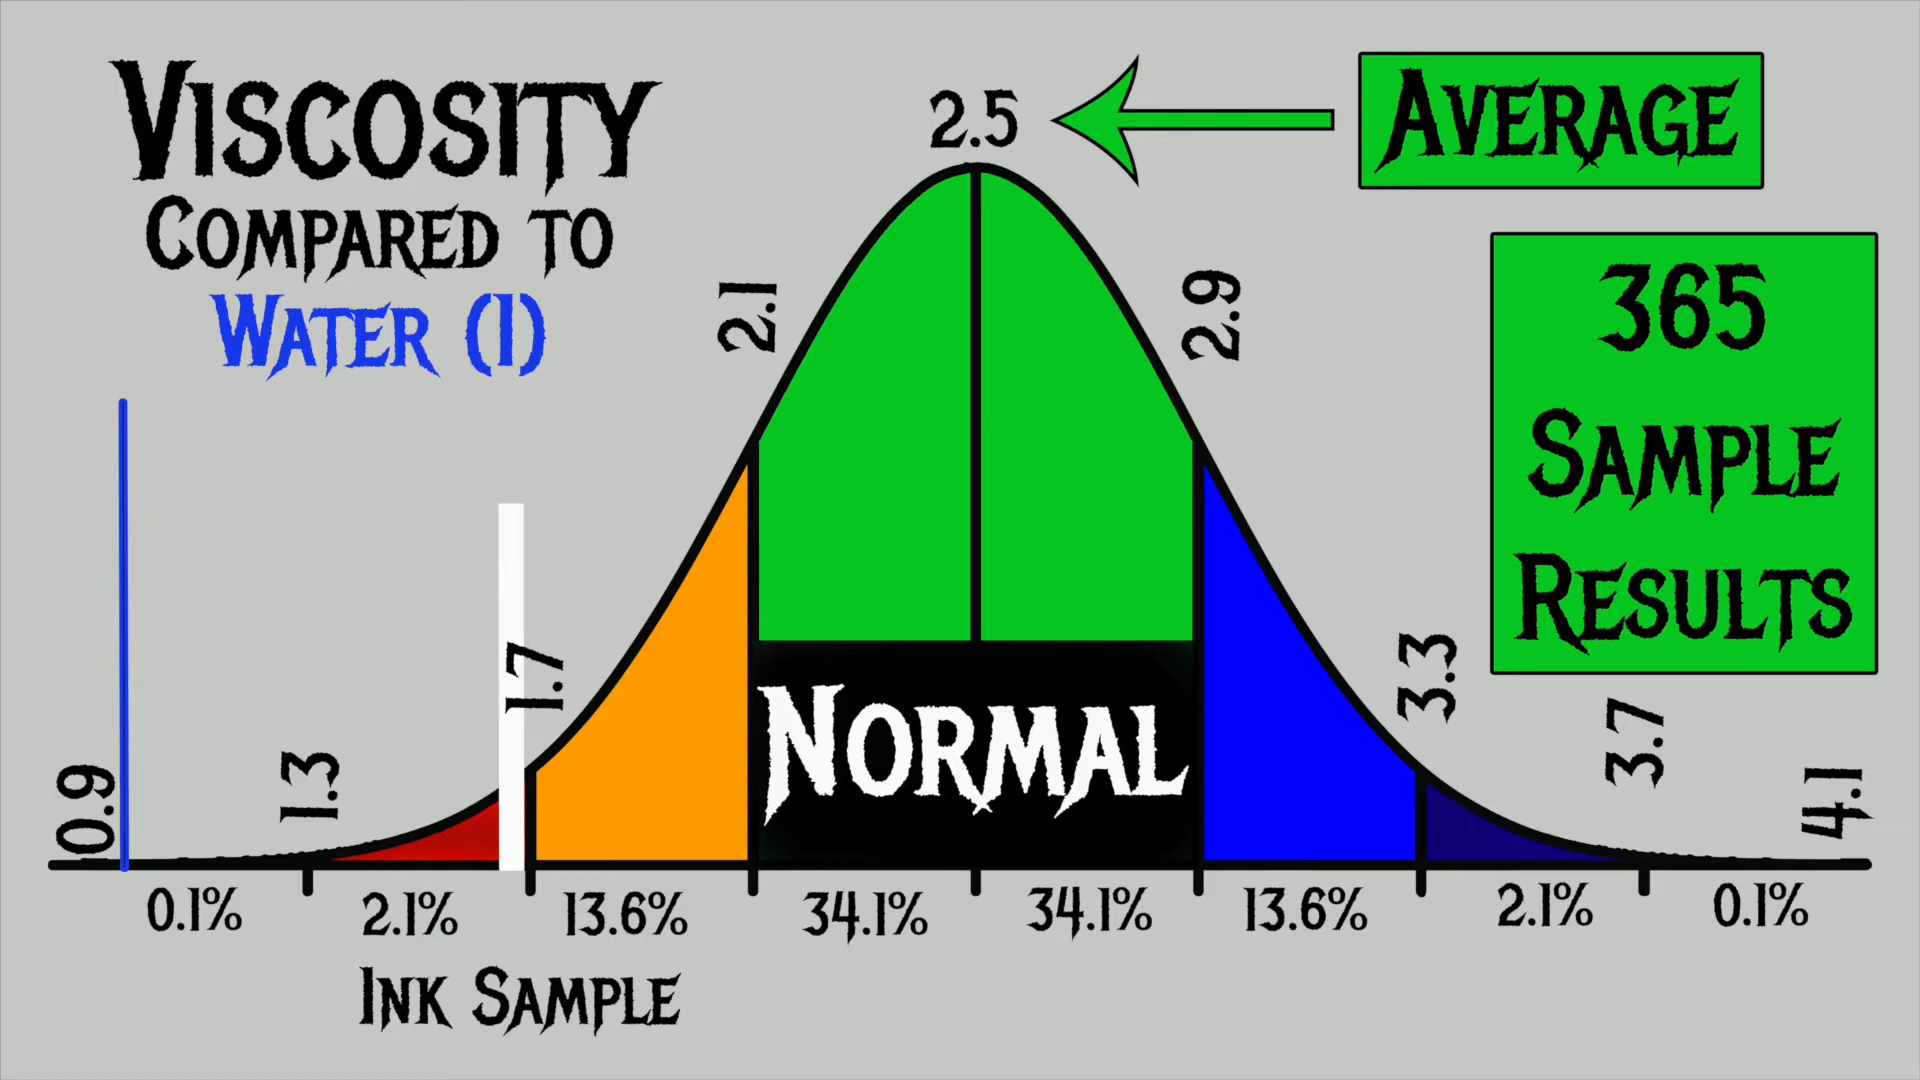 Viscosity
Compared to
Water (1)
2.5
Average
365
Sample
Results
2.1
2.9
1.7
3.3
3.7
0.9
1.3
4.1
Normal
0.1% 2.1% 13.6% 34.1% 34.1% 13.6% 2.1% 0.1%
Ink Sample